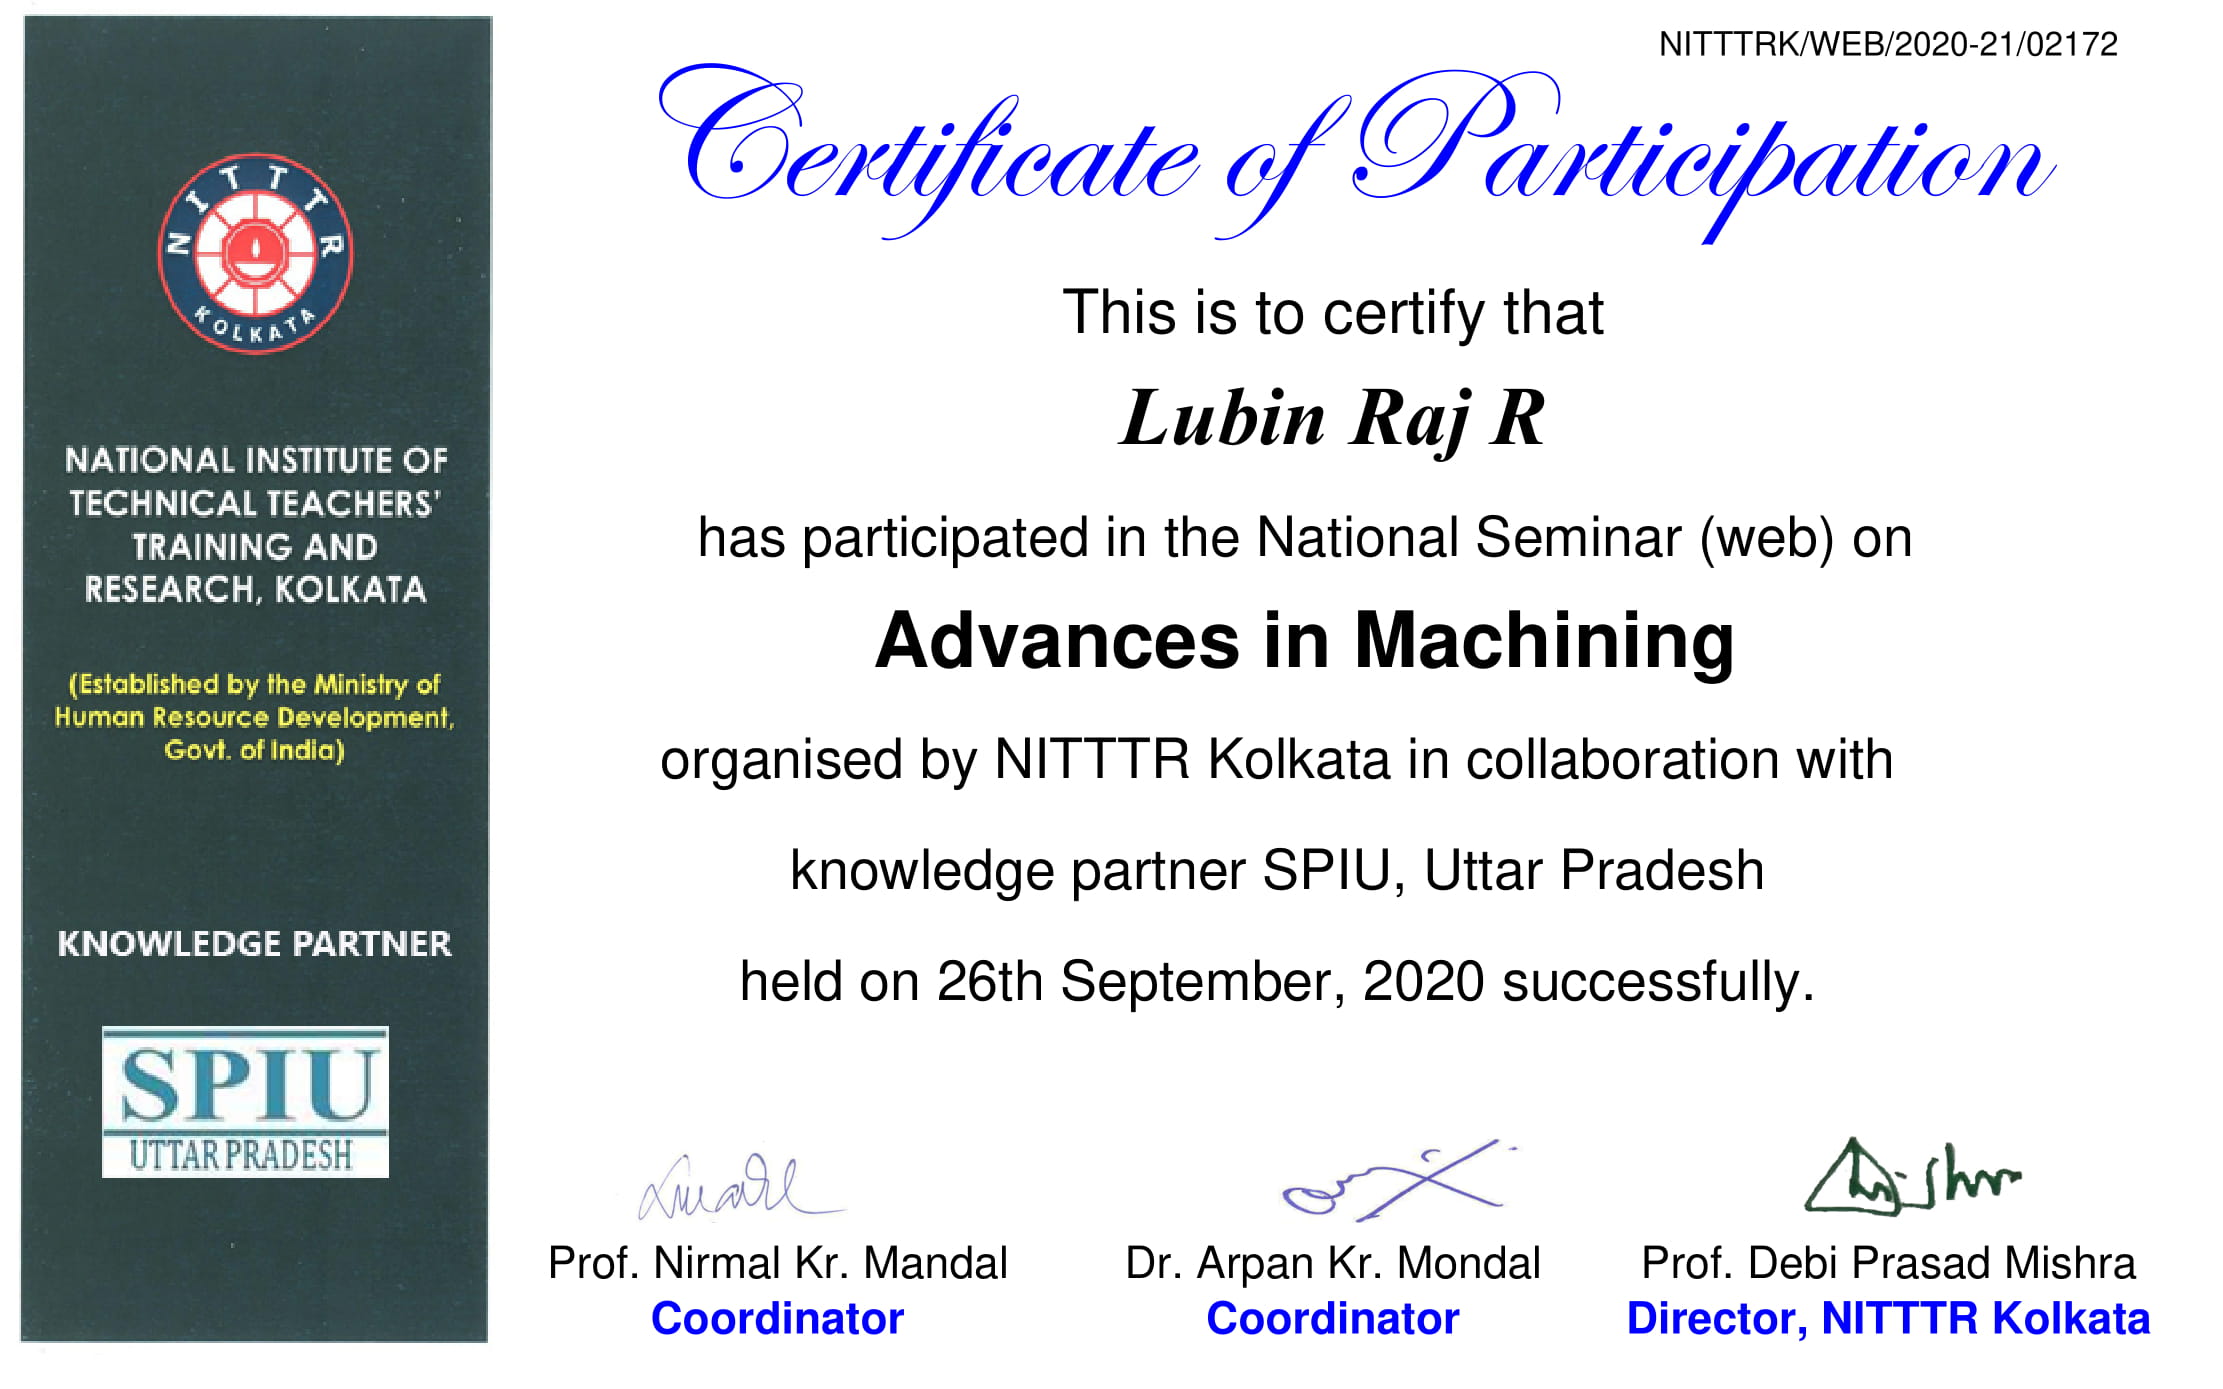 NITTTRK/WEB/2020-21/02172
Certificate of Participation
This is to certify that
Lubin Raj R
has participated in the National Seminar (web) on
Advances in Machining
organised by NITTTR Kolkata in collaboration with
knowledge partner SPIU, Uttar Pradesh
held on 26th September, 2020 successfully.
Prof. Nirmal Kr. Mandal
Coordinator
Dr. Arpan Kr. Mondal
Coordinator
Prof. Debi Prasad Mishra
Director, NITTTR Kolkata
NITTTR
KOLKATA
NATIONAL INSTITUTE OF
TECHNICAL TEACHERS'
TRAINING AND
RESEARCH, KOLKATA
(Established by the Ministry of
Human Resource Development,
Govt. of India)
KNOWLEDGE PARTNER
SPIU
UTTAR PRADESH